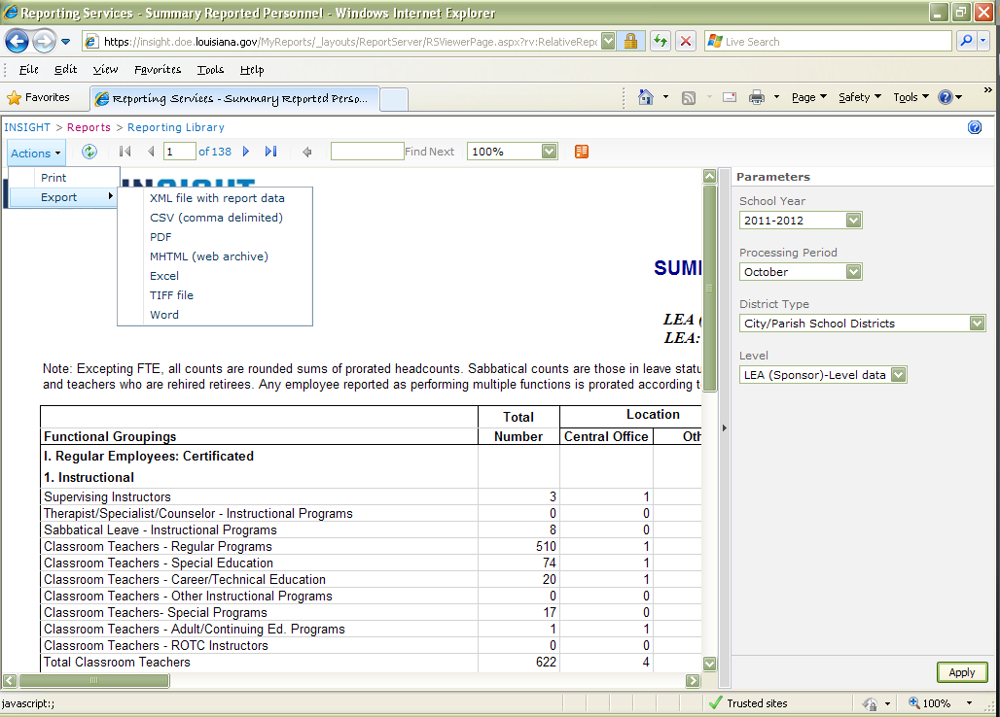 Reporting Services - Summary Reported Personnel - Windows Internet Explorer
https://insight.doe.louisiana.gov/MyReports/_layouts/ReportServer/RSViewerPage.aspx?rv:RelativeRepo
Live Search
File Edit View Favorites Tools Help
Favorites Reporting Services - Summary Reported Perso... Page Safety Tools
INSIGHT > Reports > Reporting Library
Actions 1 of 138 Find Next 100%
Print
Export
INSIGHT
XML file with report data
CSV (comma delimited)
PDF
MHTML (web archive)
Excel
TIFF file
Word
SUMM
LEA (
LEA:
Note: Excepting FTE, all counts are rounded sums of prorated headcounts. Sabbatical counts are those in leave statu
and teachers who are rehired retirees. Any employee reported as performing multiple functions is prorated according t
Total Location
Functional Groupings Number Central Office Oth
I. Regular Employees: Certificated
1. Instructional
Supervising Instructors 3 1
Therapist/Specialist/Counselor - Instructional Programs 0 0
Sabbatical Leave - Instructional Programs 8 0
Classroom Teachers - Regular Programs 510 1
Classroom Teachers - Special Education 74 1
Classroom Teachers - Career/Technical Education 20 1
Classroom Teachers - Other Instructional Programs 0 0
Classroom Teachers- Special Programs 17 0
Classroom Teachers - Adult/Continuing Ed. Programs 1 1
Classroom Teachers - ROTC Instructors 0 0
Total Classroom Teachers 622 4
Parameters
School Year
2011-2012
Processing Period
October
District Type
City/Parish School Districts
Level
LEA (Sponsor)-Level data
Apply
javascript:; Trusted sites 100%